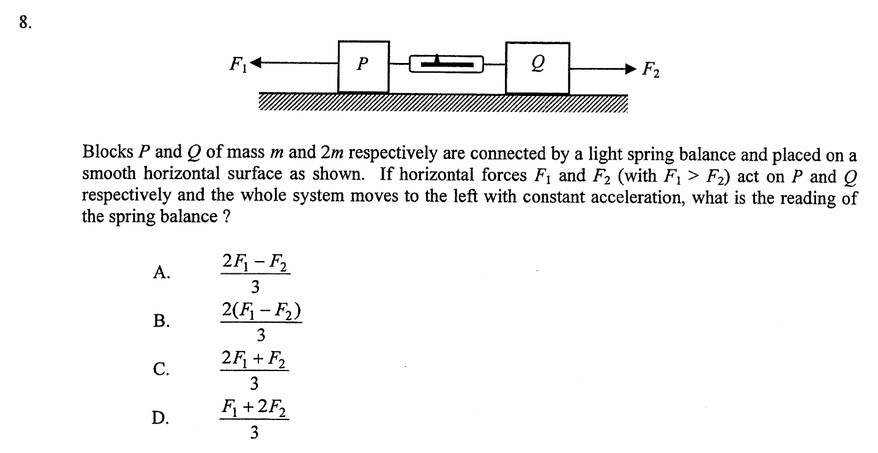 8.
F₁ P Q F₂
Blocks P and Q of mass m and 2m respectively are connected by a light spring balance and placed on a
smooth horizontal surface as shown. If horizontal forces F₁ and F₂ (with F₁ > F₂) act on P and Q
respectively and the whole system moves to the left with constant acceleration, what is the reading of
the spring balance ?
A. (2F₁ − F₂)/3
B. 2(F₁ − F₂)/3
C. (2F₁ + F₂)/3
D. (F₁ + 2F₂)/3